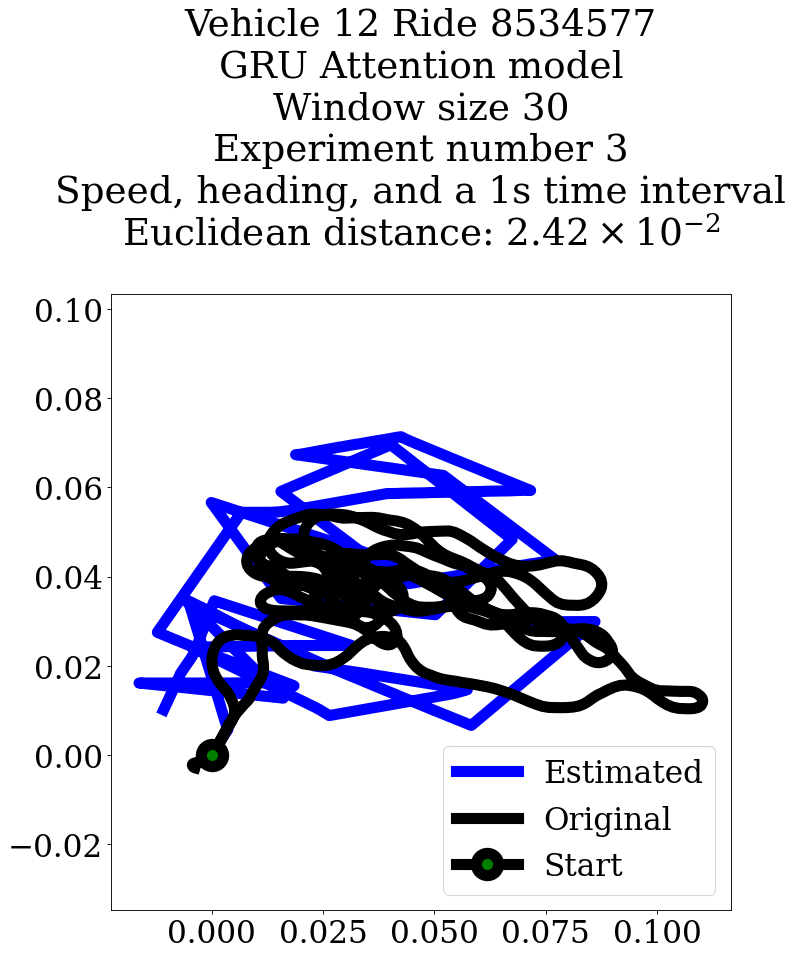 Vehicle 12 Ride 8534577
GRU Attention model
Window size 30
Experiment number 3
Speed, heading, and a 1s time interval
Euclidean distance: 2.42 × 10⁻²
0.10
0.08
0.06
0.04
0.02
0.00
−0.02
Estimated
Original
Start
0.000 0.025 0.050 0.075 0.100